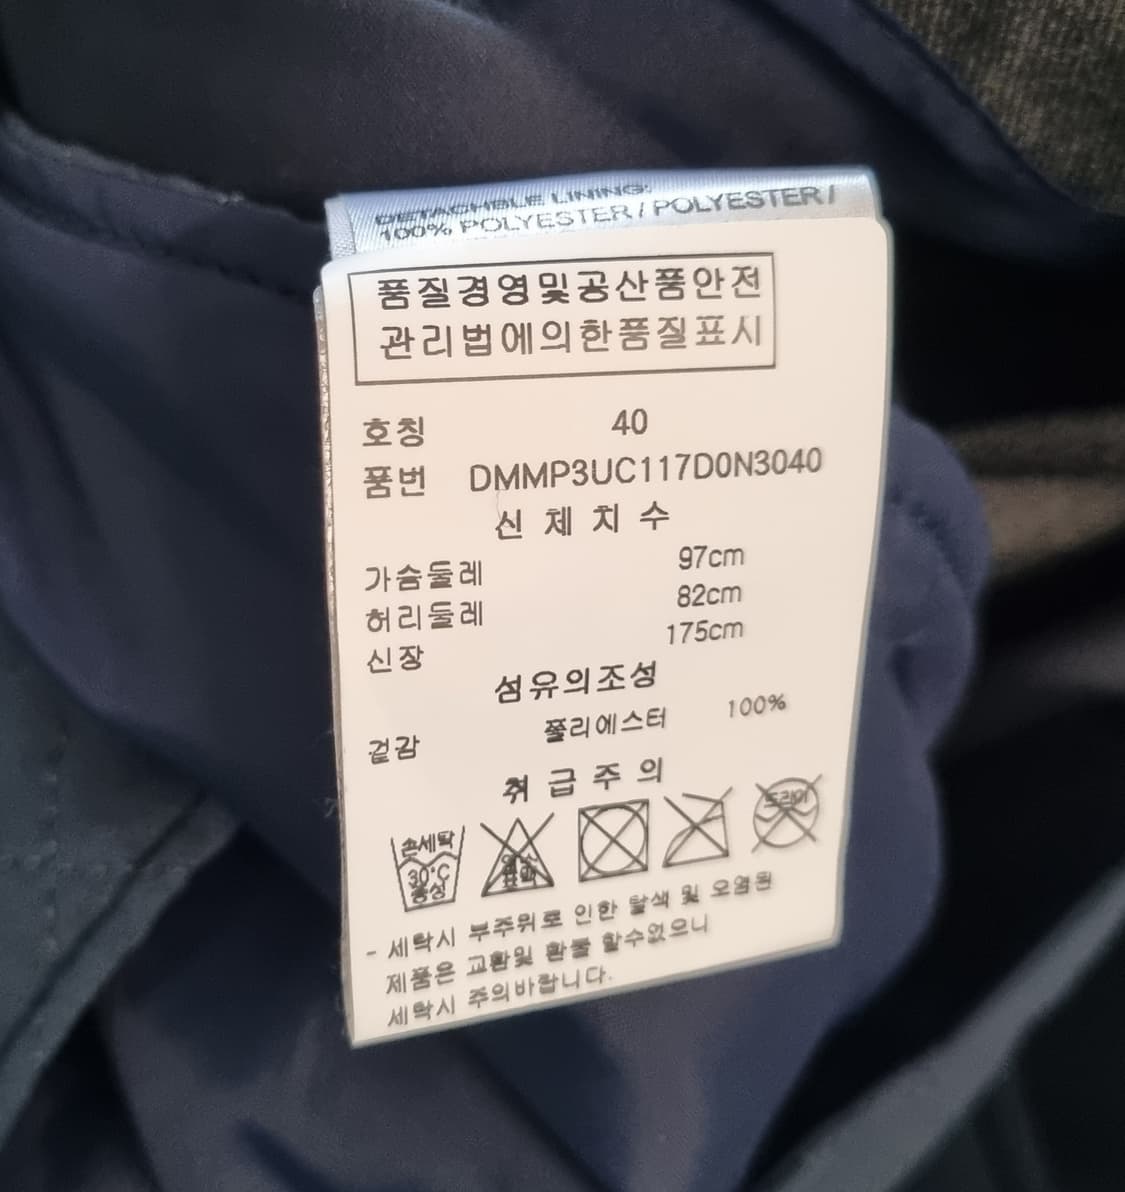 DETACHBLE LINING:
100% POLYESTER / POLYESTER /
품질경영및공산품안전
관리법에의한품질표시
호칭 40
품번 DMMP3UC117D0N3040
신체치수
가슴둘레 97cm
허리둘레 82cm
신장 175cm
섬유의조성
겉감 폴리에스터 100%
취급주의
손세탁
30°C
중성
염소
표백
드라이
- 세탁시 부주위로 인한 탈색 및 오염된
제품은 교환및 환불 할수없으니
세탁시 주의바랍니다.